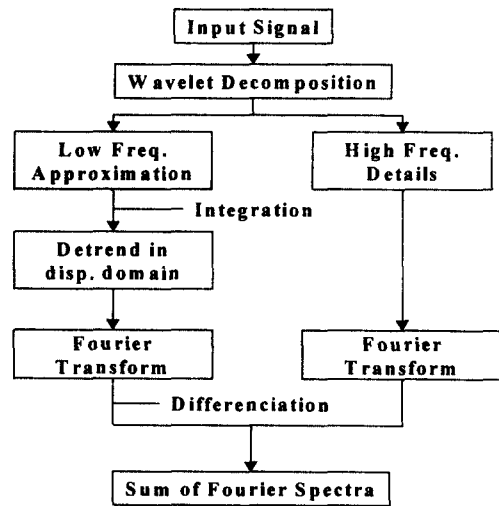 Input Signal
Wavelet Decomposition
Low Freq.
Approximation
High Freq.
Details
Integration
Detrend in
disp. domain
Fourier
Transform
Fourier
Transform
Differenciation
Sum of Fourier Spectra